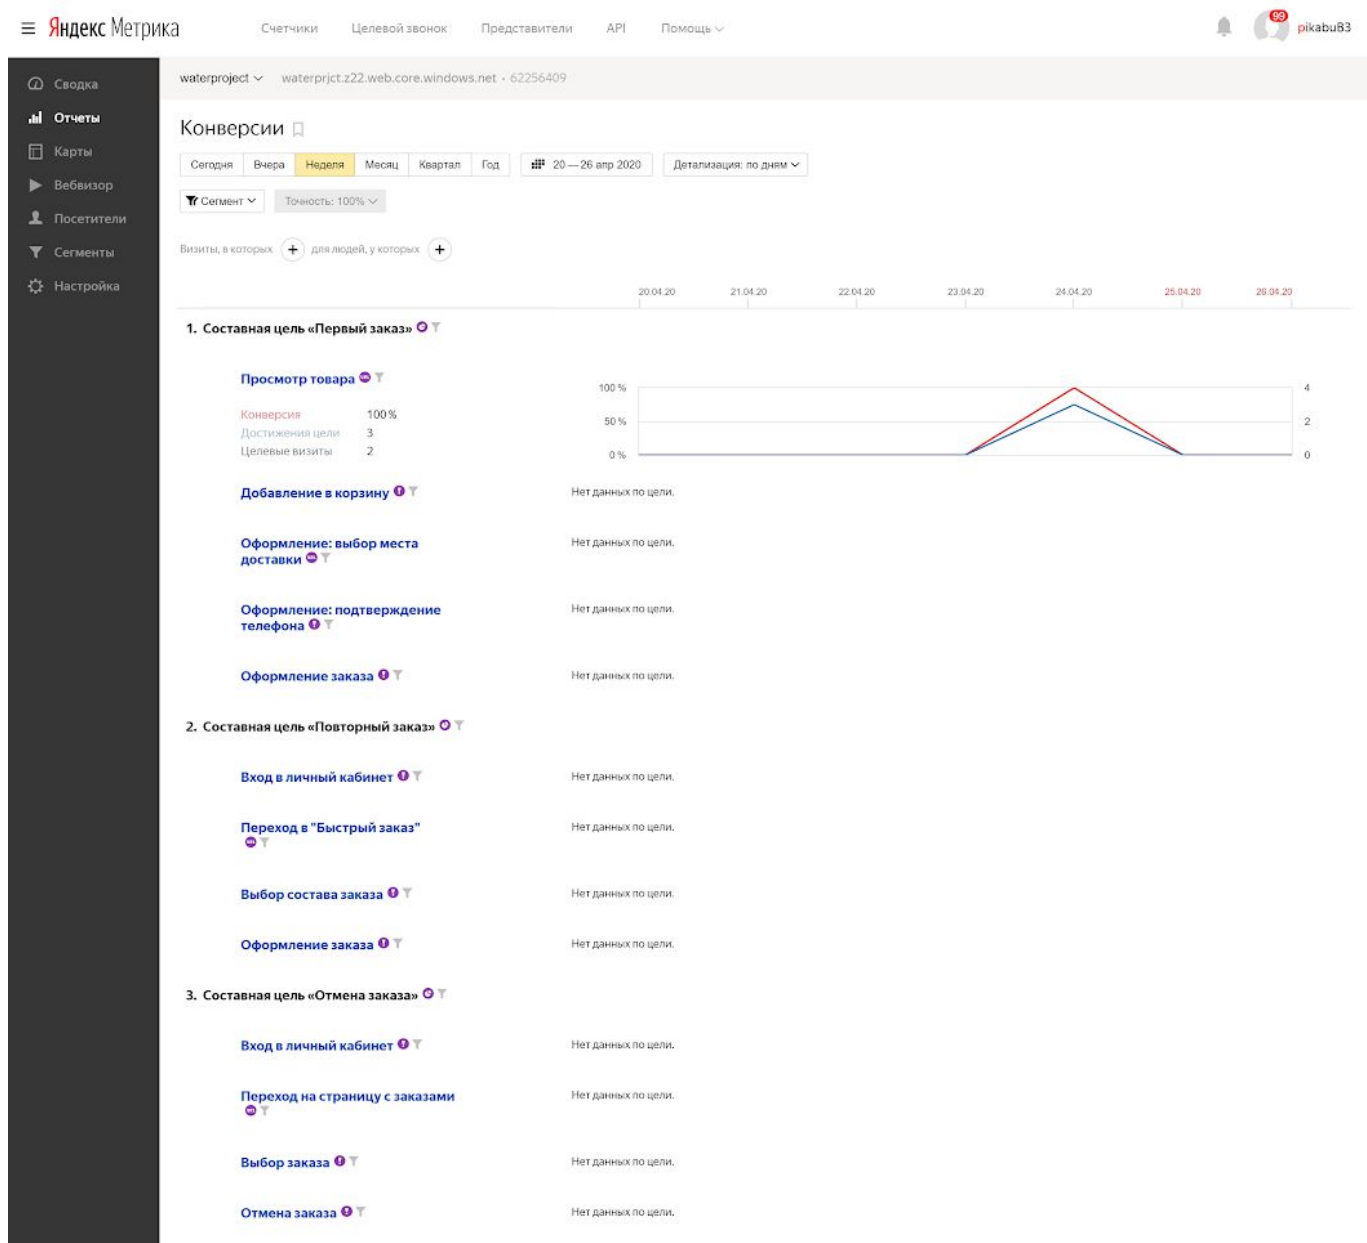 Яндекс Метрика
Счетчики
Целевой звонок
Представители
API
Помощь
99
pikabuB3
Сводка
Отчеты
Карты
Вебвизор
Посетители
Сегменты
Настройка
waterproject
waterprjct.z22.web.core.windows.net • 62256409
Конверсии
Сегодня Вчера Неделя Месяц Квартал Год
20 — 26 апр 2020
Детализация: по дням
Сегмент
Точность: 100%
Визиты, в которых + для людей, у которых +
20.04.20 21.04.20 22.04.20 23.04.20 24.04.20 25.04.20 26.04.20
1. Составная цель «Первый заказ»
Просмотр товара
Конверсия 100 %
Достижения цели 3
Целевые визиты 2
100 % 4
50 % 2
0 % 0
Добавление в корзину
Нет данных по цели.
Оформление: выбор места
доставки
Нет данных по цели.
Оформление: подтверждение
телефона
Нет данных по цели.
Оформление заказа
Нет данных по цели.
2. Составная цель «Повторный заказ»
Вход в личный кабинет
Нет данных по цели.
Переход в "Быстрый заказ"
Нет данных по цели.
Выбор состава заказа
Нет данных по цели.
Оформление заказа
Нет данных по цели.
3. Составная цель «Отмена заказа»
Вход в личный кабинет
Нет данных по цели.
Переход на страницу с заказами
Нет данных по цели.
Выбор заказа
Нет данных по цели.
Отмена заказа
Нет данных по цели.